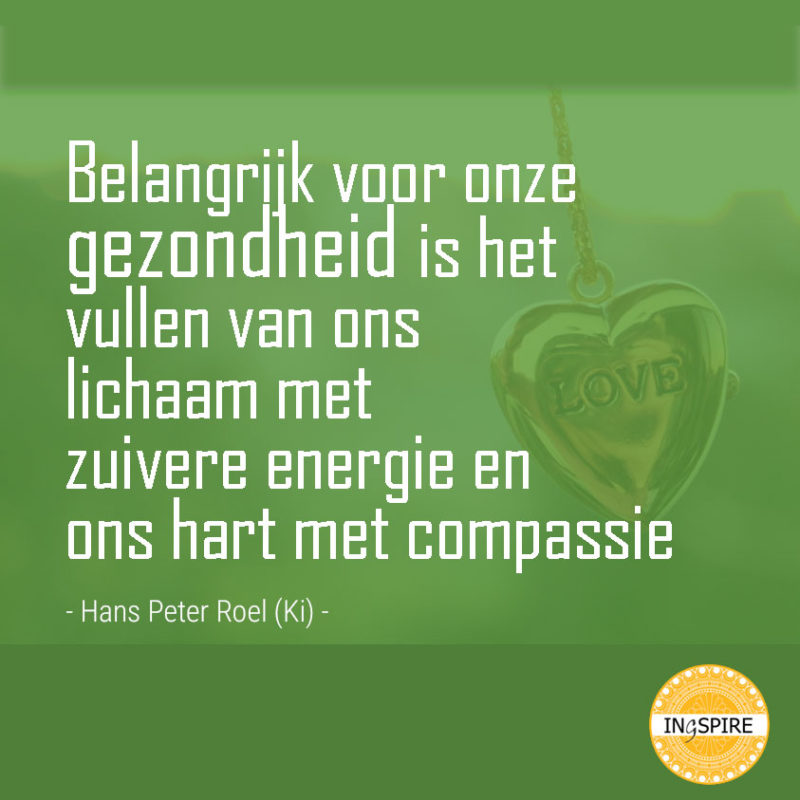 Belangrijk voor onze
gezondheid is het
vullen van ons
lichaam met
zuivere energie en
ons hart met compassie
- Hans Peter Roel (Ki) -
LOVE
INgSPIRE